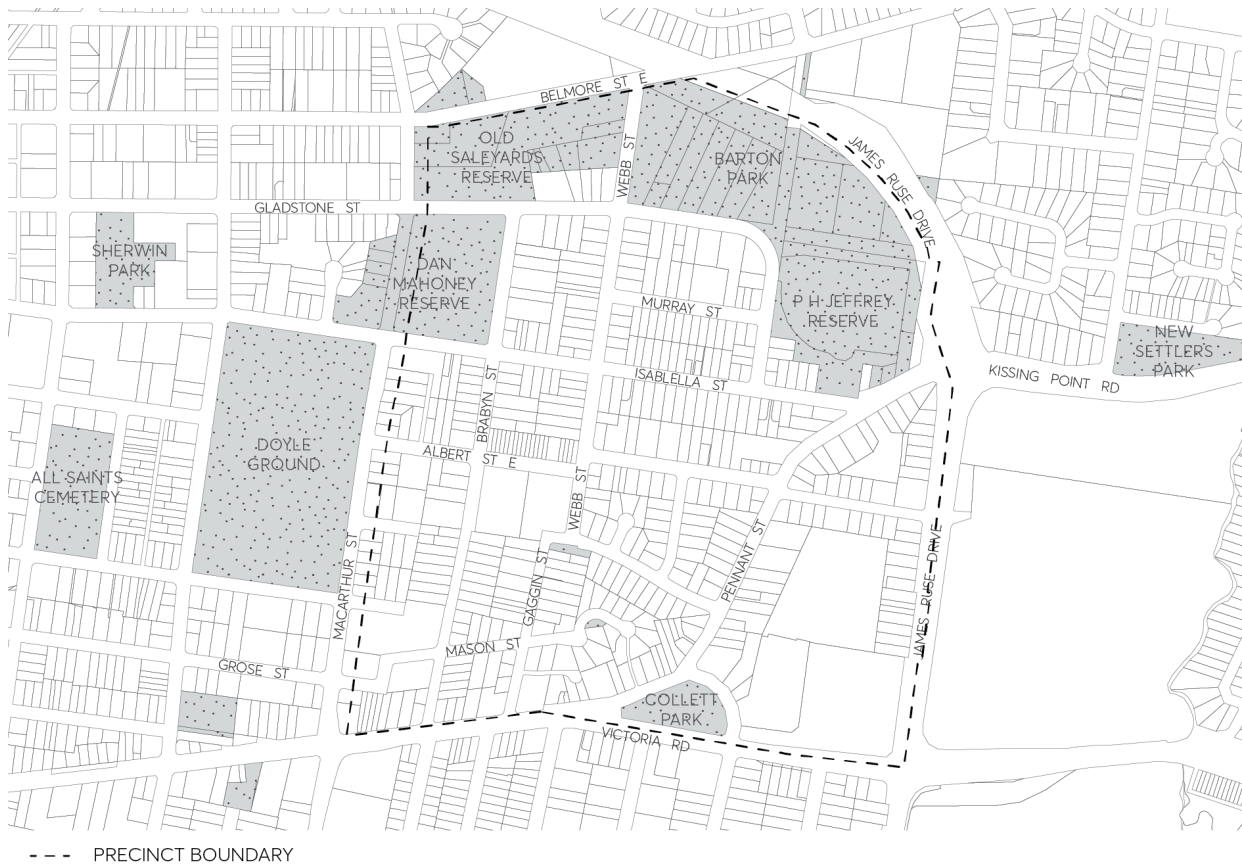 BELMORE ST E
OLD
SALEYARDS
RESERVE
WEBB ST
BARTON
PARK
JAMES RUSE DRIVE
GLADSTONE ST
SHERWIN
PARK
DAN
MAHONEY
RESERVE
MURRAY ST
P H JEFFREY
RESERVE
NEW
SETTLERS
PARK
ISABLELLA ST
KISSING POINT RD
BRABYN ST
DOYLE
GROUND
ALBERT ST E
ALL SAINTS
CEMETERY
WEBB ST
PENNANT ST
JAMES RUSE DRIVE
MACARTHUR ST
GAGGIN ST
MASON ST
GROSE ST
COLLETT
PARK
VICTORIA RD
PRECINCT BOUNDARY